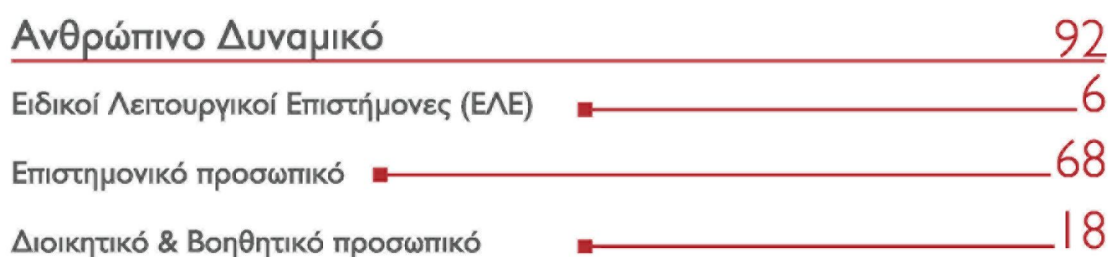 Ανθρώπινο Δυναμικό 92
Ειδικοί Λειτουργικοί Επιστήμονες (ΕΛΕ) 6
Επιστημονικό προσωπικό 68
Διοικητικό & Βοηθητικό προσωπικό 18